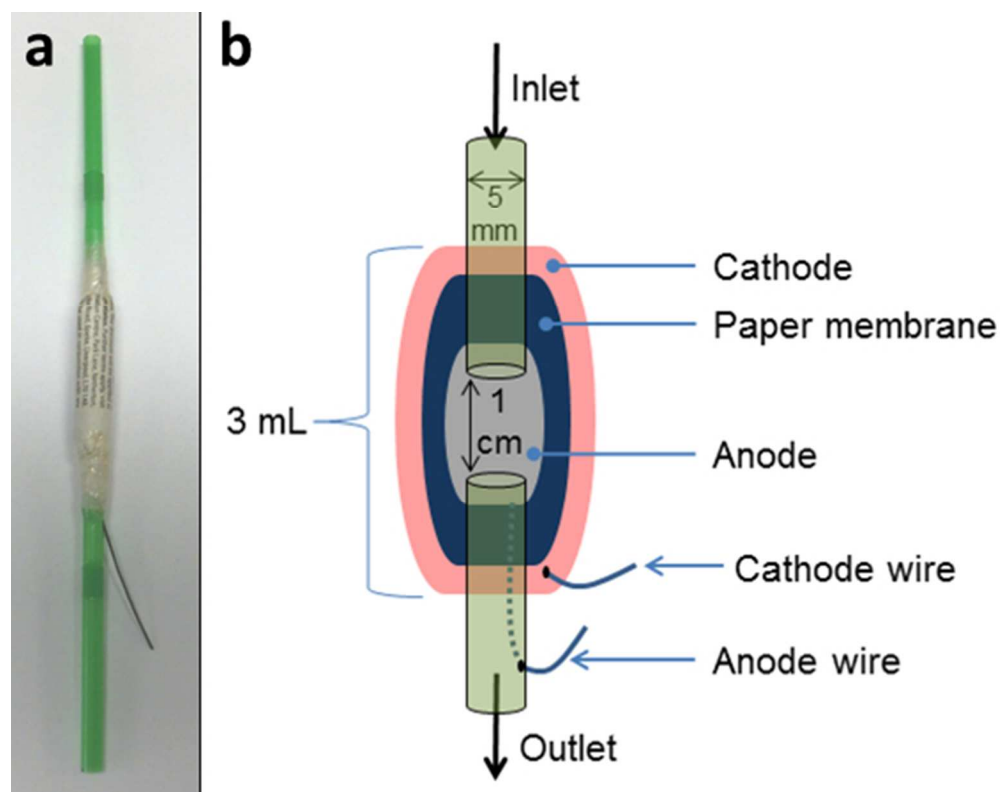 a
b
Inlet
5
mm
Cathode
Paper membrane
3 mL
1
cm
Anode
Cathode wire
Anode wire
Outlet